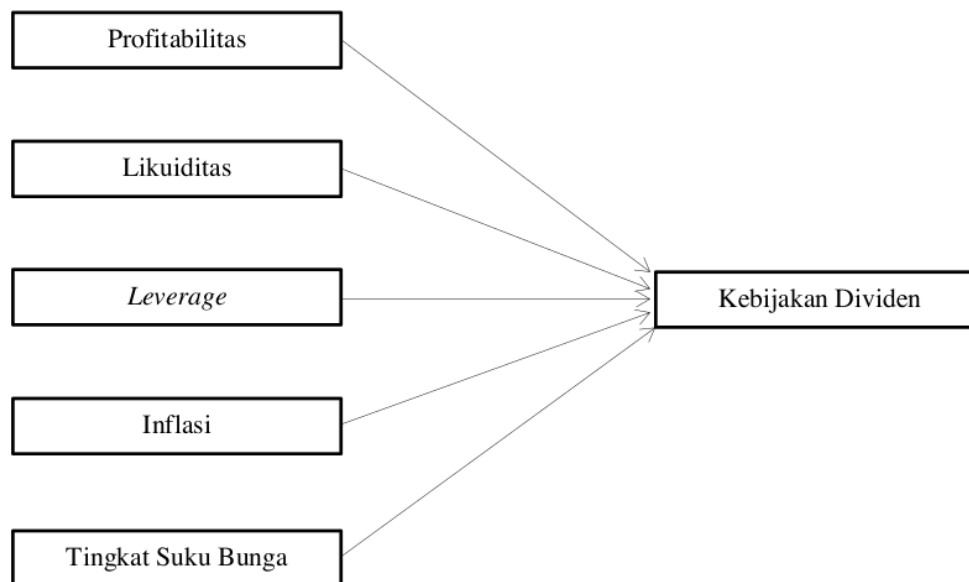 Profitabilitas
Likuiditas
Leverage
Kebijakan Dividen
Inflasi
Tingkat Suku Bunga